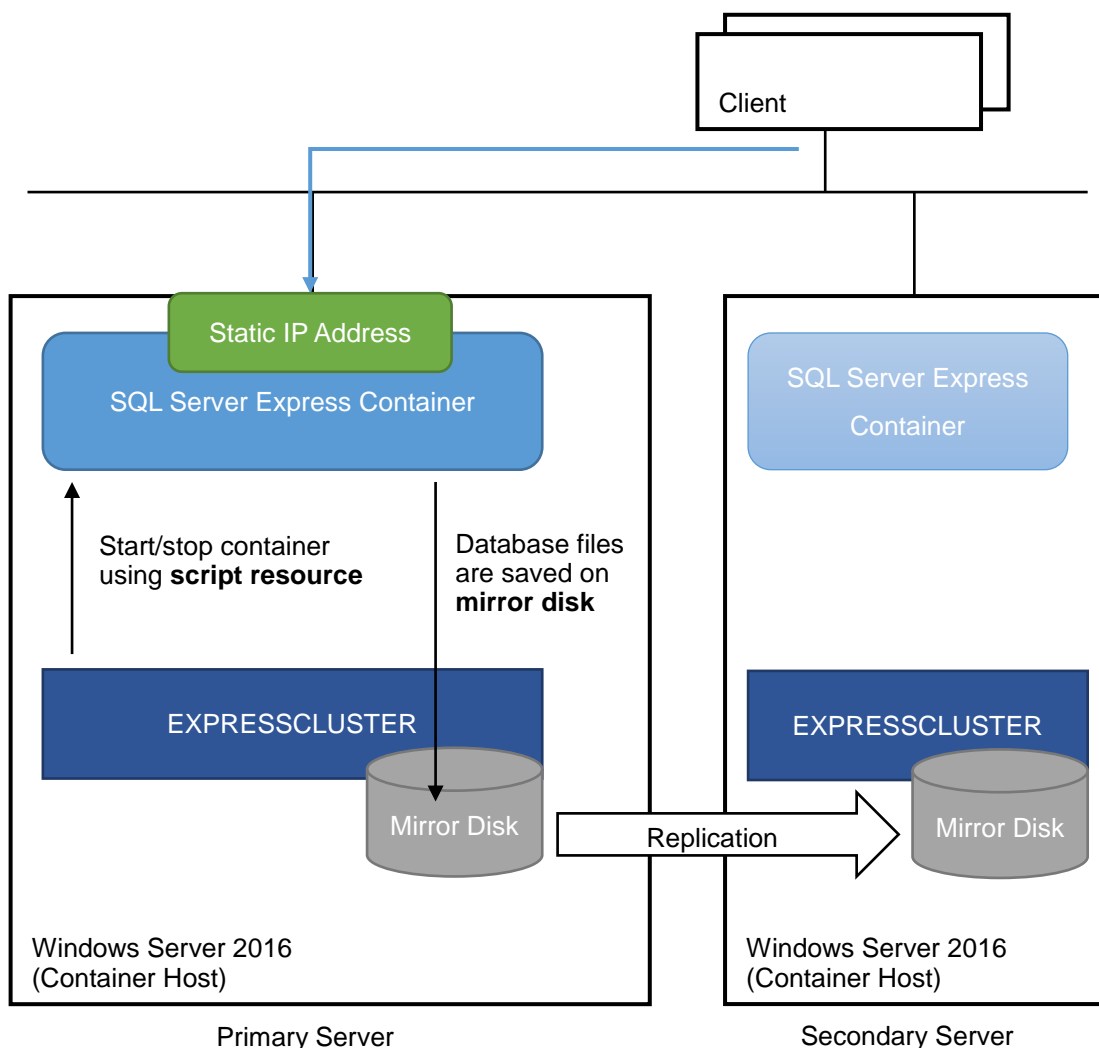 Client
Static IP Address
SQL Server Express Container
Start/stop container
using script resource
Database files
are saved on
mirror disk
EXPRESSCLUSTER
Mirror Disk
Replication
Windows Server 2016
(Container Host)
Primary Server
SQL Server Express
Container
EXPRESSCLUSTER
Mirror Disk
Windows Server 2016
(Container Host)
Secondary Server